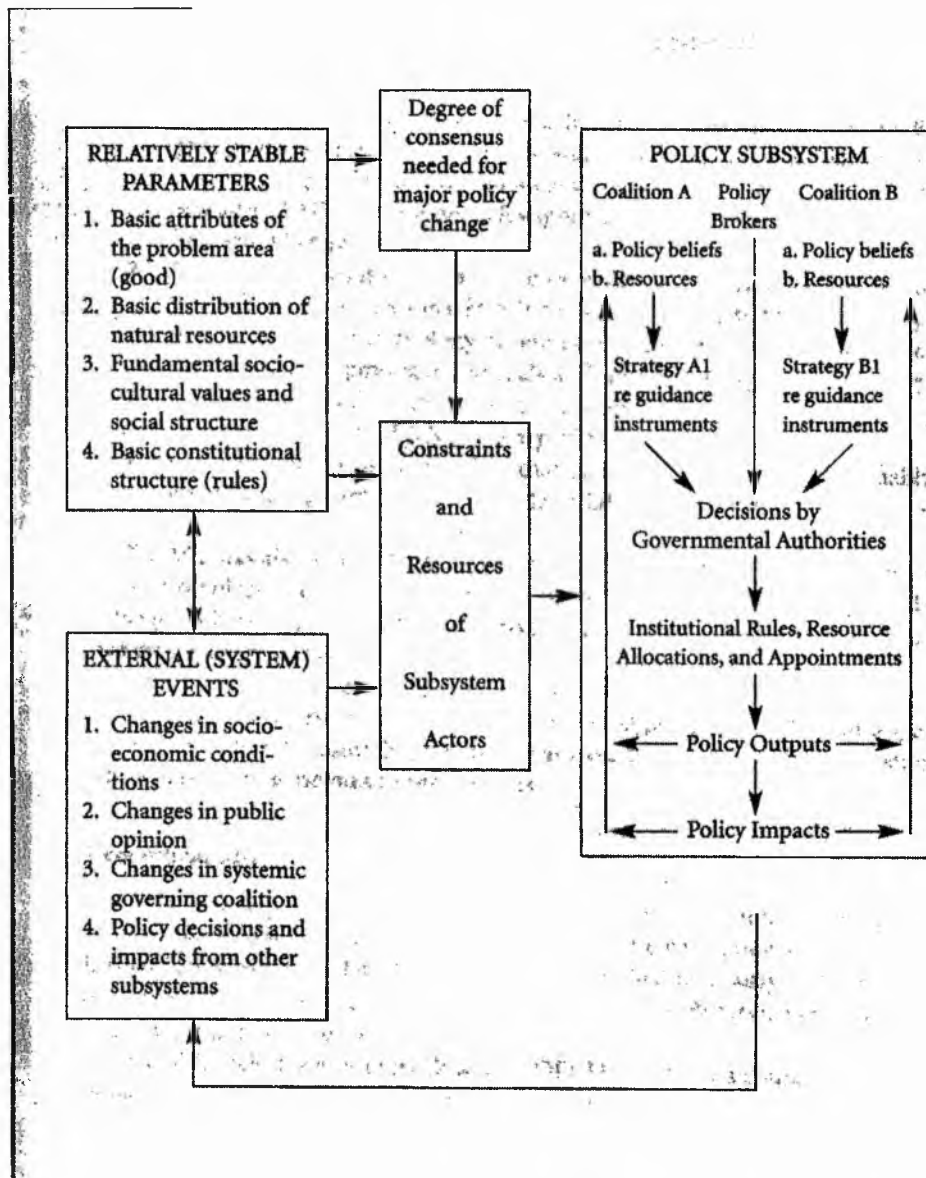 RELATIVELY STABLE
PARAMETERS
1. Basic attributes of
the problem area
(good)
2. Basic distribution of
natural resources
3. Fundamental socio-
cultural values and
social structure
4. Basic constitutional
structure (rules)
EXTERNAL (SYSTEM)
EVENTS
1. Changes in socio-
economic condi-
tions
2. Changes in public
opinion
3. Changes in systemic
governing coalition
4. Policy decisions and
impacts from other
subsystems
Degree of
consensus
needed for
major policy
change
Constraints
and
Resources
of
Subsystem
Actors
POLICY SUBSYSTEM
Coalition A Policy Coalition B
Brokers
a. Policy beliefs a. Policy beliefs
b. Resources b. Resources
Strategy A1 Strategy B1
re guidance re guidance
instruments instruments
Decisions by
Governmental Authorities
Institutional Rules, Resource
Allocations, and Appointments
Policy Outputs
Policy Impacts